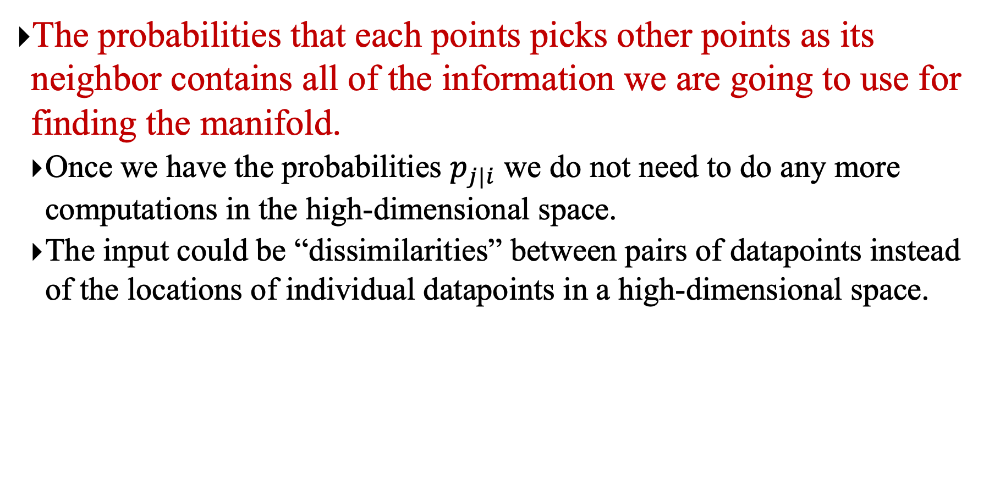 ▶The probabilities that each points picks other points as its
neighbor contains all of the information we are going to use for
finding the manifold.
▶Once we have the probabilities p_{j|i} we do not need to do any more
computations in the high-dimensional space.
▶The input could be “dissimilarities” between pairs of datapoints instead
of the locations of individual datapoints in a high-dimensional space.